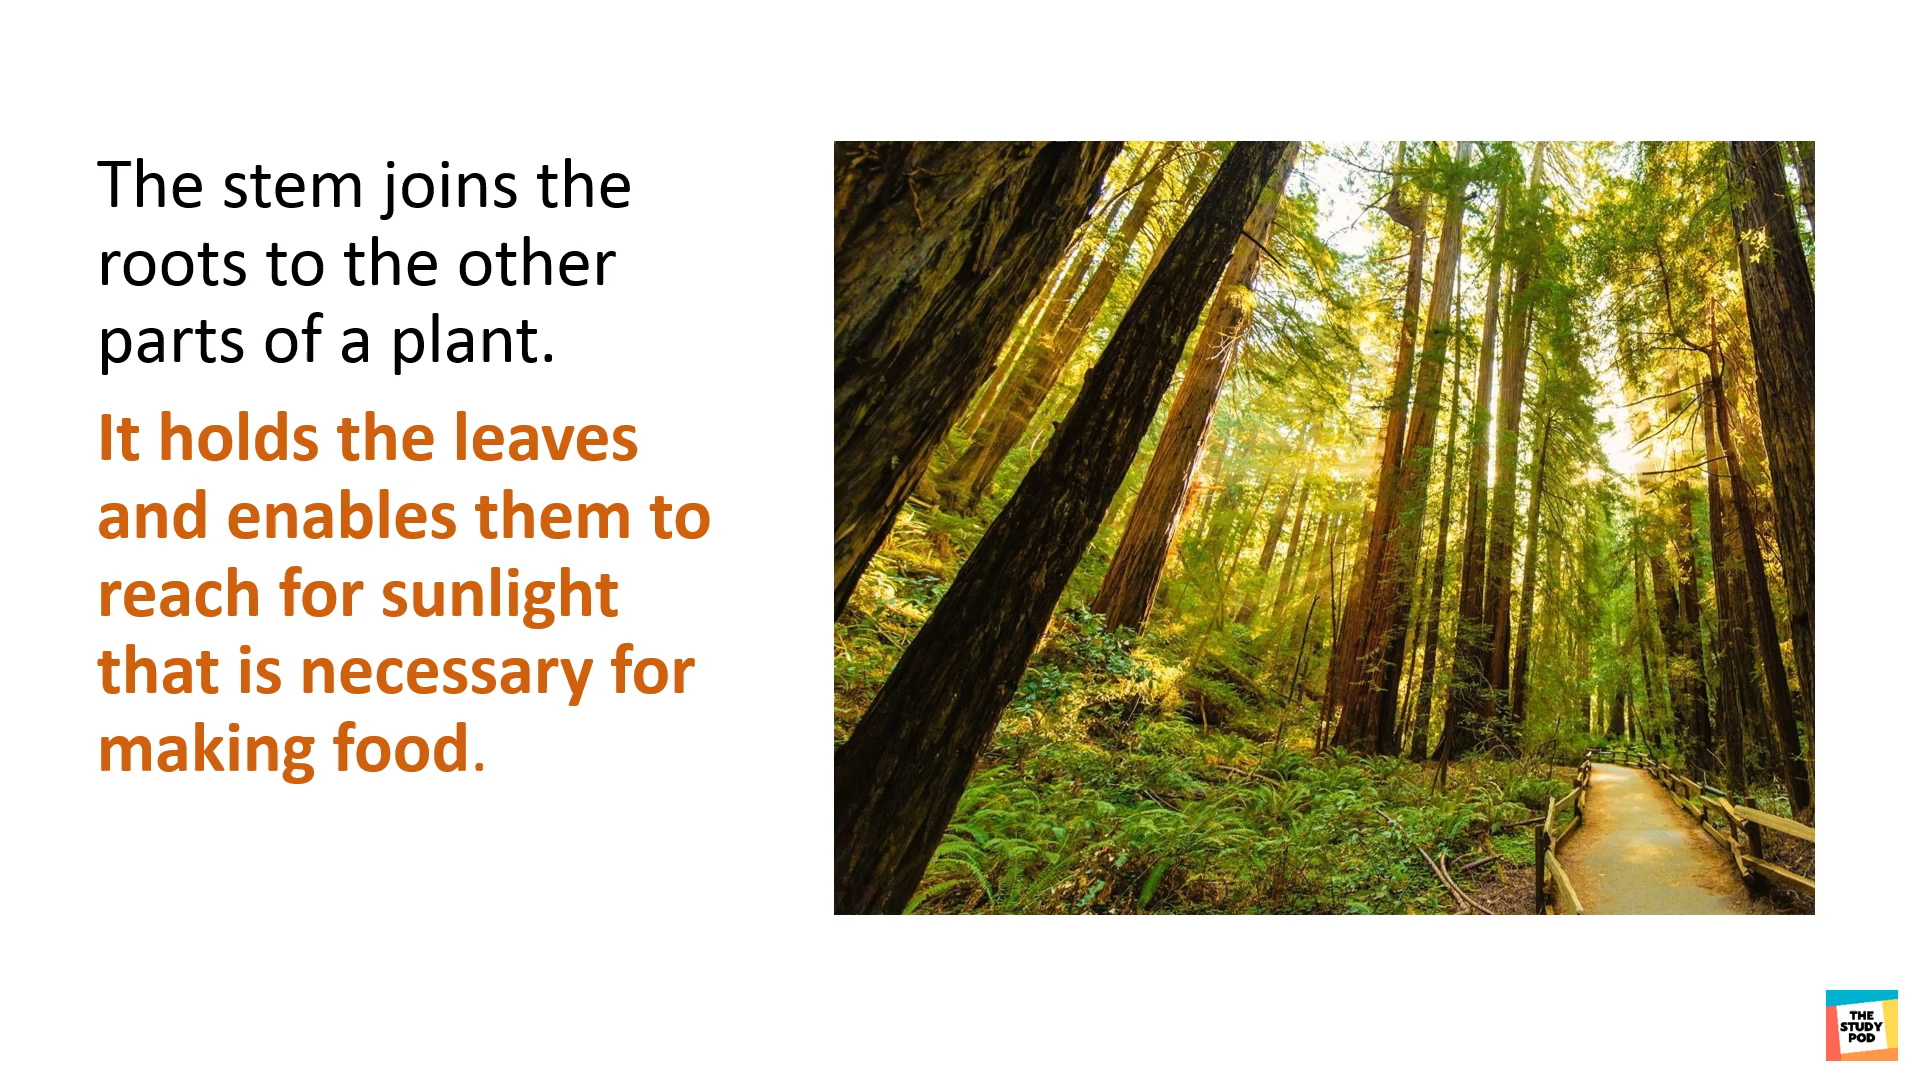 The stem joins the
roots to the other
parts of a plant.
It holds the leaves
and enables them to
reach for sunlight
that is necessary for
making food.
THE
STUDY
POD